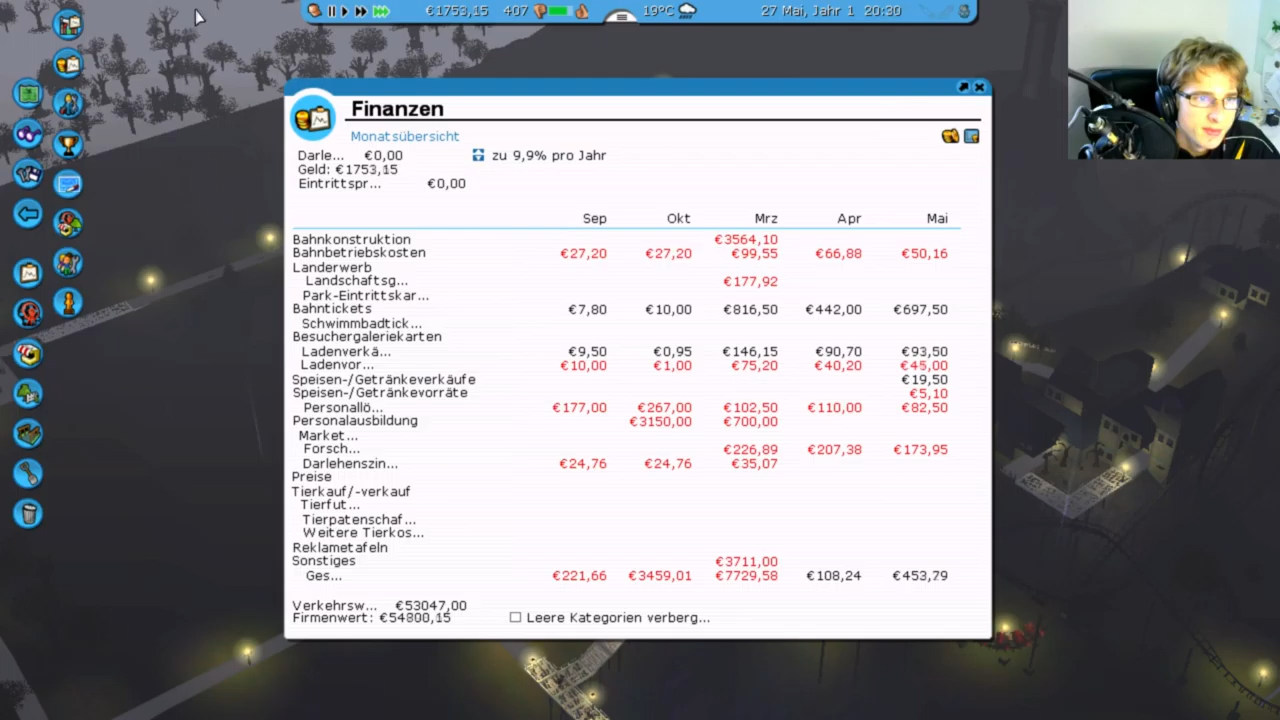 €1753,15 407 19°C 27 Mai, Jahr 1 20:30
Finanzen
Monatsübersicht
Darle... €0,00 zu 9,9% pro Jahr
Geld: €1753,15
Eintrittspr... €0,00
Sep Okt Mrz Apr Mai
Bahnkonstruktion €3564,10
Bahnbetriebskosten €27,20 €27,20 €99,55 €66,88 €50,16
Landerwerb
Landschaftsg... €177,92
Park-Eintrittskar...
Bahntickets €7,80 €10,00 €816,50 €442,00 €697,50
Schwimmbadtick...
Besuchergaleriekarten
Ladenverkä... €9,50 €0,95 €146,15 €90,70 €93,50
Ladenvor... €10,00 €1,00 €75,20 €40,20 €45,00
Speisen-/Getränkeverkäufe €19,50
Speisen-/Getränkevorräte €5,10
Personallö... €177,00 €267,00 €102,50 €110,00 €82,50
Personalausbildung €3150,00 €700,00
Market...
Forsch... €226,89 €207,38 €173,95
Darlehenszin... €24,76 €24,76 €35,07
Preise
Tierkauf/-verkauf
Tierfut...
Tierpatenschaf...
Weitere Tierkos...
Reklametafeln
Sonstiges €3711,00
Ges... €221,66 €3459,01 €7729,58 €108,24 €453,79
Verkehrsw... €53047,00
Firmenwert: €54800,15 Leere Kategorien verberg...